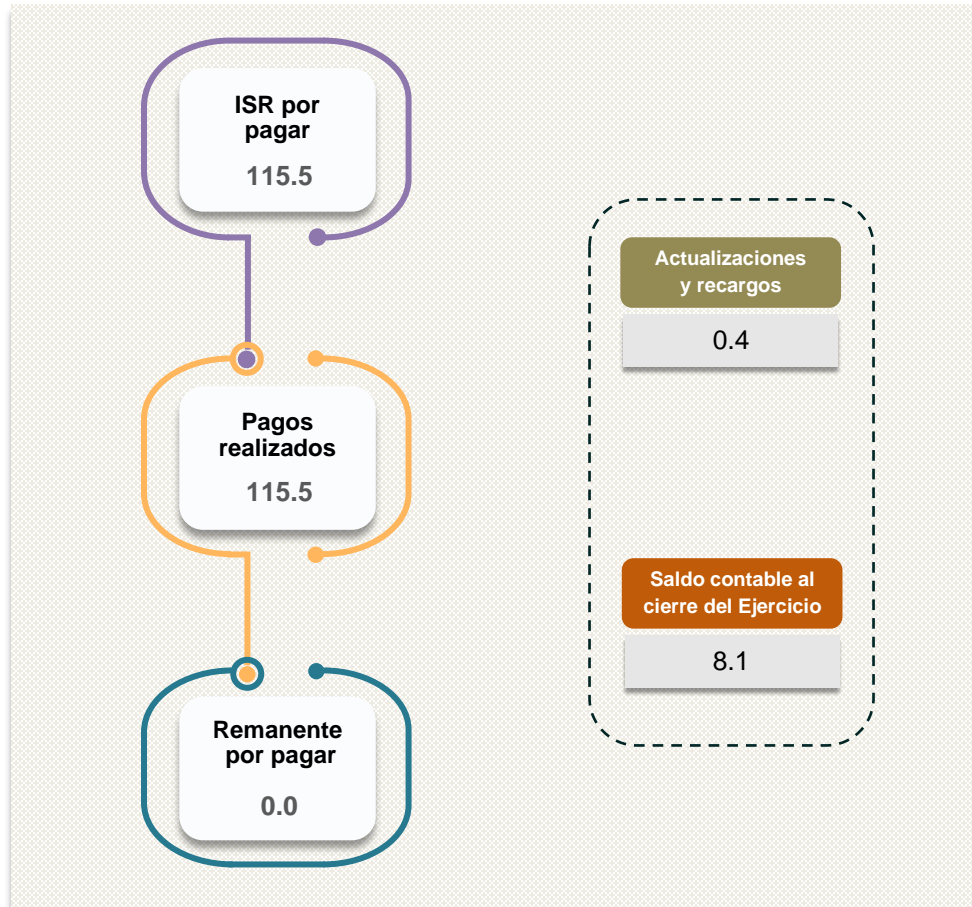 ISR por
pagar
115.5
Pagos
realizados
115.5
Remanente
por pagar
0.0
Actualizaciones
y recargos
0.4
Saldo contable al
cierre del Ejercicio
8.1